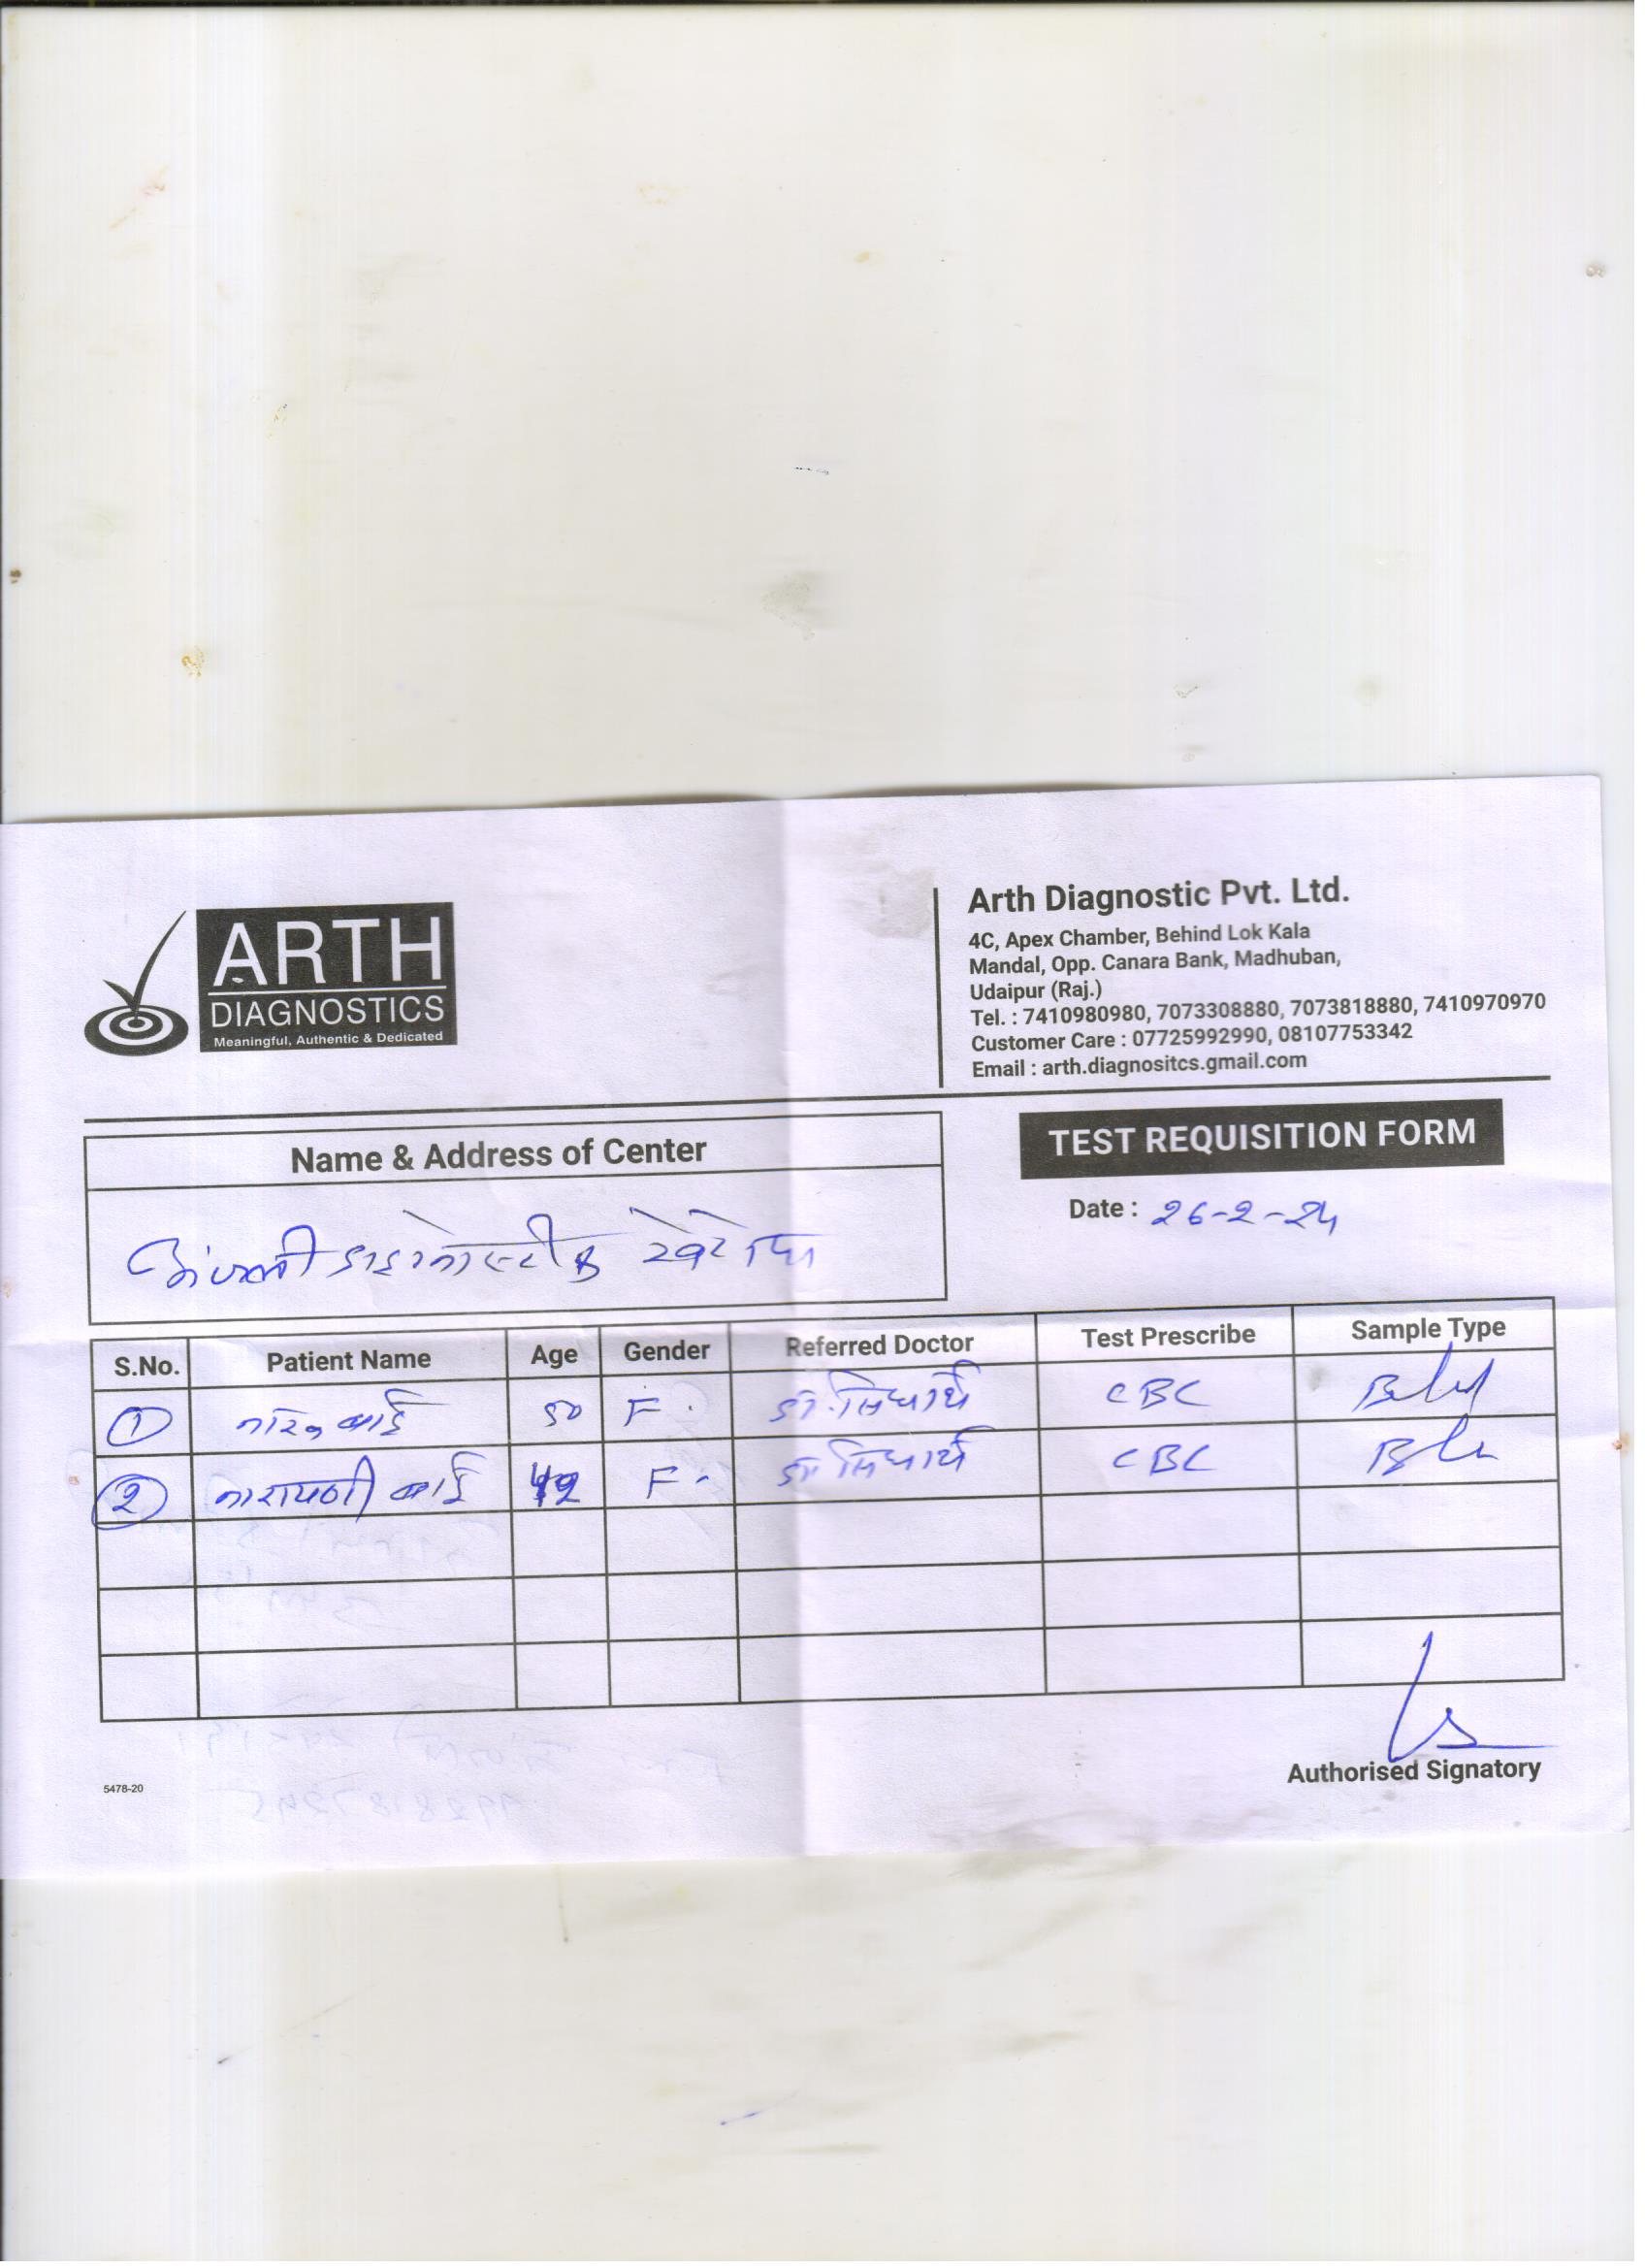 ARTH
DIAGNOSTICS
Meaningful, Authentic & Dedicated
Arth Diagnostic Pvt. Ltd.
4C, Apex Chamber, Behind Lok Kala
Mandal, Opp. Canara Bank, Madhuban,
Udaipur (Raj.)
Tel. : 7410980980, 7073308880, 7073818880, 7410970970
Customer Care : 07725992990, 08107753342
Email : arth.diagnositcs.gmail.com
Name & Address of Center
TEST REQUISITION FORM
Date : 26-2-24
S.No. Patient Name Age Gender Referred Doctor Test Prescribe Sample Type
1 बाई 50 F. CBC
2 नारायणी बाई F. CBC
Authorised Signatory
5478-20